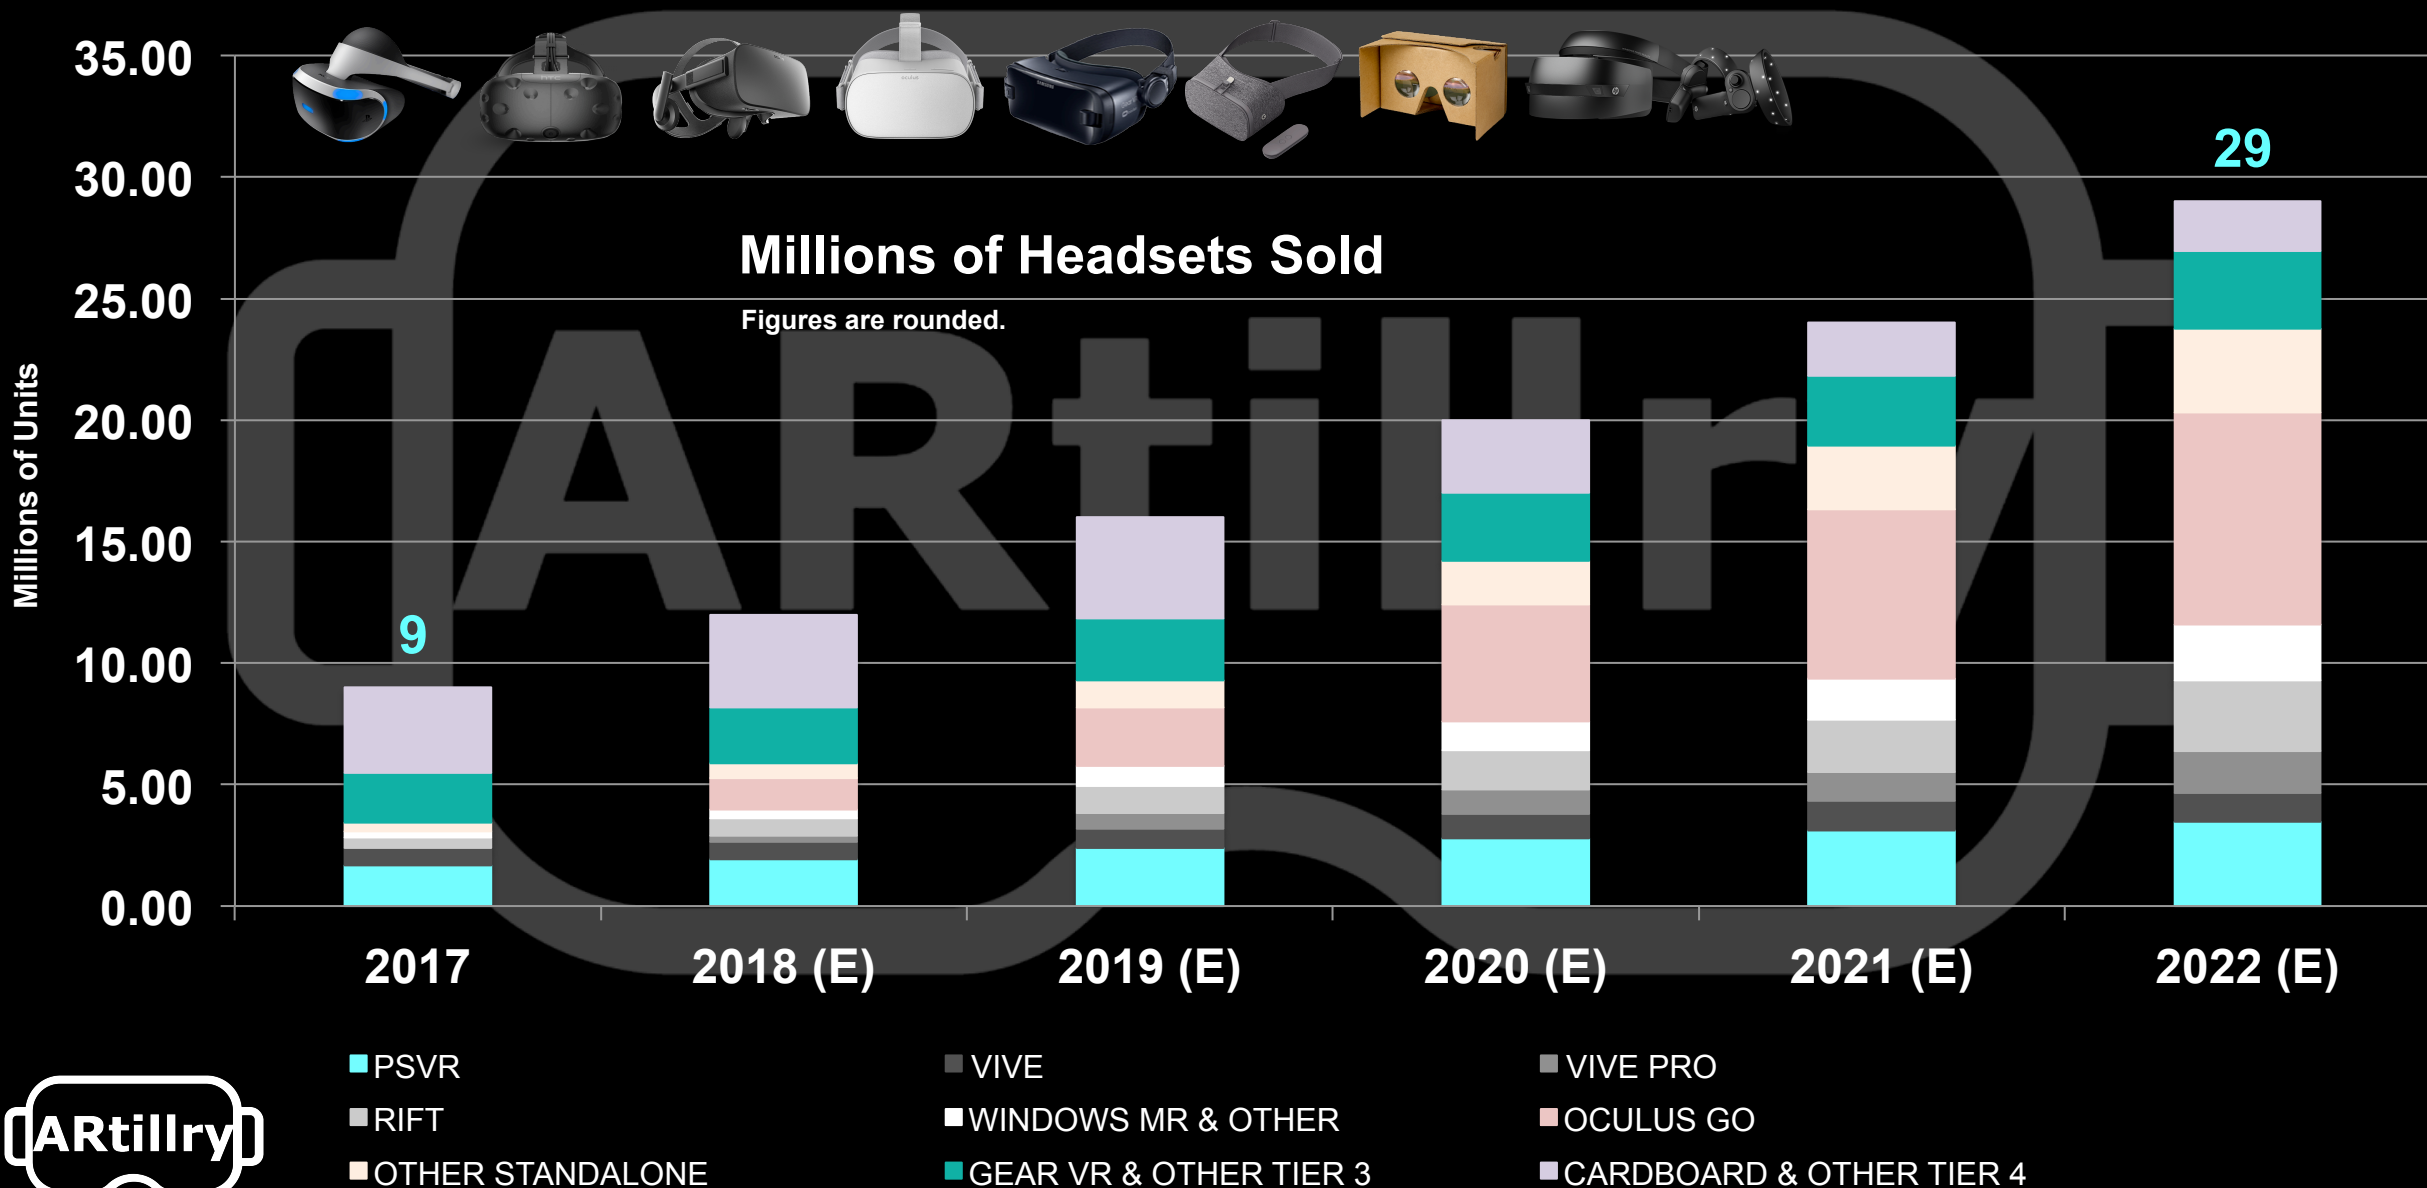 35.00
30.00
25.00
20.00
15.00
10.00
5.00
0.00
Millions of Units
Millions of Headsets Sold
Figures are rounded.
9
29
ARtillry
2017
2018 (E)
2019 (E)
2020 (E)
2021 (E)
2022 (E)
PSVR
VIVE
VIVE PRO
RIFT
WINDOWS MR & OTHER
OCULUS GO
OTHER STANDALONE
GEAR VR & OTHER TIER 3
CARDBOARD & OTHER TIER 4
ARtillry